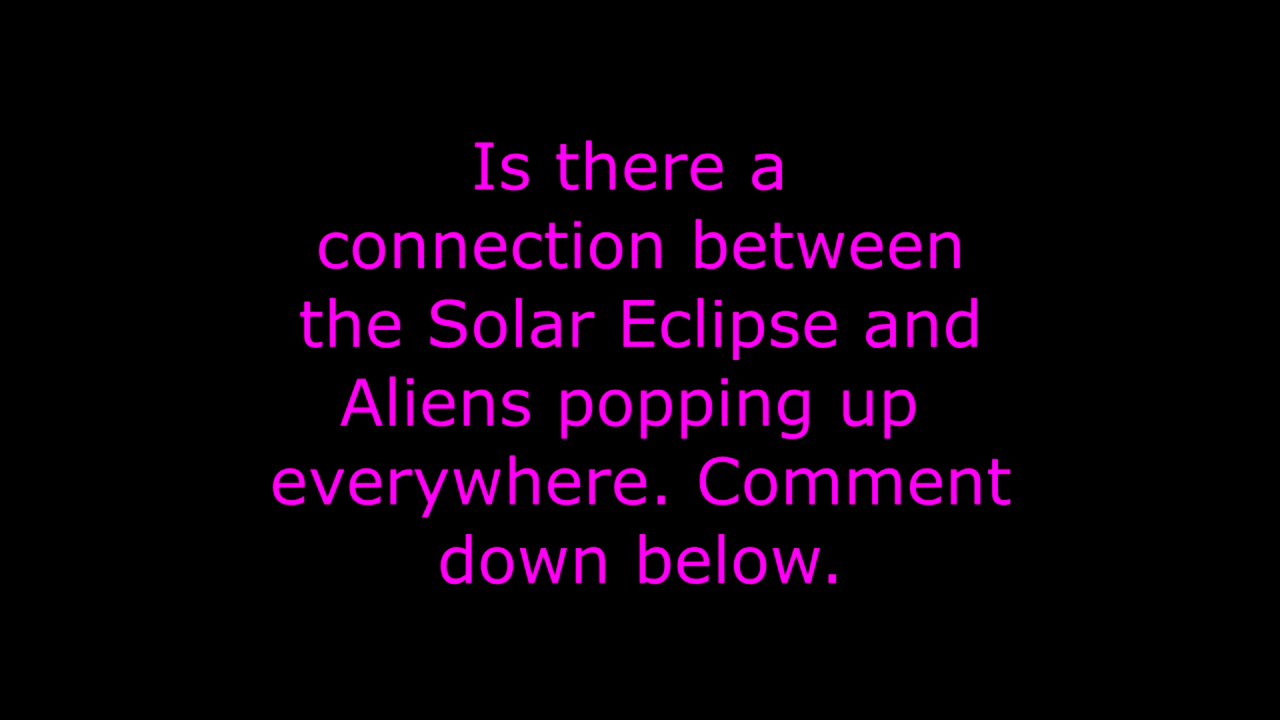 Is there a
connection between
the Solar Eclipse and
Aliens popping up
everywhere. Comment
down below.